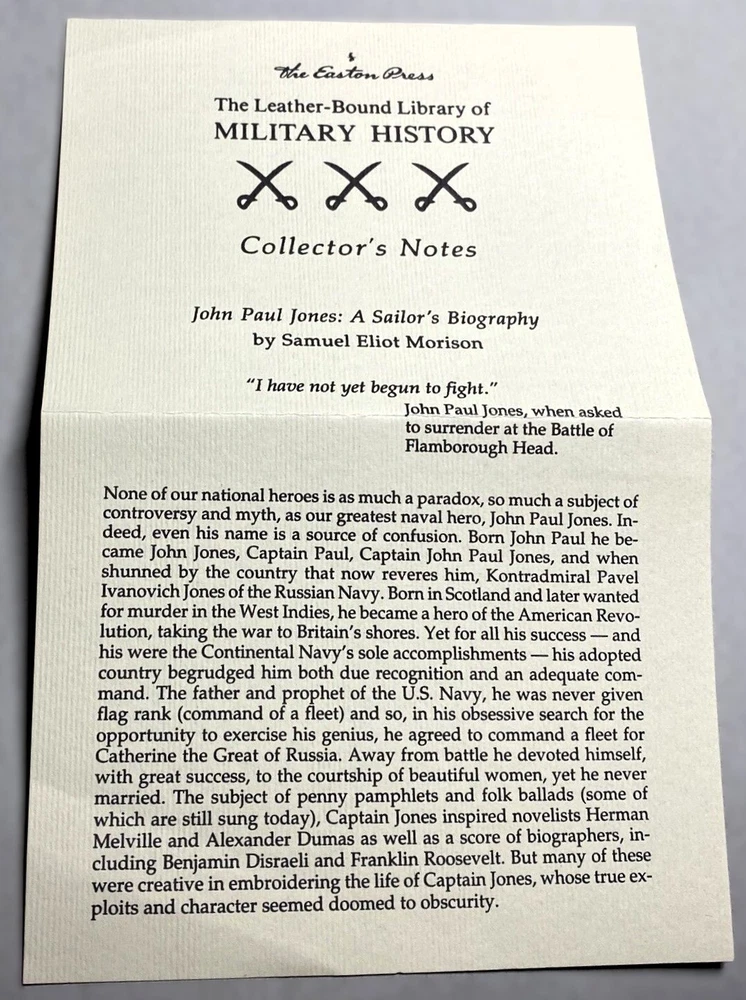 The Easton Press
The Leather-Bound Library of
MILITARY HISTORY
Collector's Notes
John Paul Jones: A Sailor's Biography
by Samuel Eliot Morison
"I have not yet begun to fight."
John Paul Jones, when asked
to surrender at the Battle of
Flamborough Head.
None of our national heroes is as much a paradox, so much a subject of
controversy and myth, as our greatest naval hero, John Paul Jones. In-
deed, even his name is a source of confusion. Born John Paul he be-
came John Jones, Captain Paul, Captain John Paul Jones, and when
shunned by the country that now reveres him, Kontradmiral Pavel
Ivanovich Jones of the Russian Navy. Born in Scotland and later wanted
for murder in the West Indies, he became a hero of the American Revo-
lution, taking the war to Britain's shores. Yet for all his success — and
his were the Continental Navy's sole accomplishments — his adopted
country begrudged him both due recognition and an adequate com-
mand. The father and prophet of the U.S. Navy, he was never given
flag rank (command of a fleet) and so, in his obsessive search for the
opportunity to exercise his genius, he agreed to command a fleet for
Catherine the Great of Russia. Away from battle he devoted himself,
with great success, to the courtship of beautiful women, yet he never
married. The subject of penny pamphlets and folk ballads (some of
which are still sung today), Captain Jones inspired novelists Herman
Melville and Alexander Dumas as well as a score of biographers, in-
cluding Benjamin Disraeli and Franklin Roosevelt. But many of these
were creative in embroidering the life of Captain Jones, whose true ex-
ploits and character seemed doomed to obscurity.